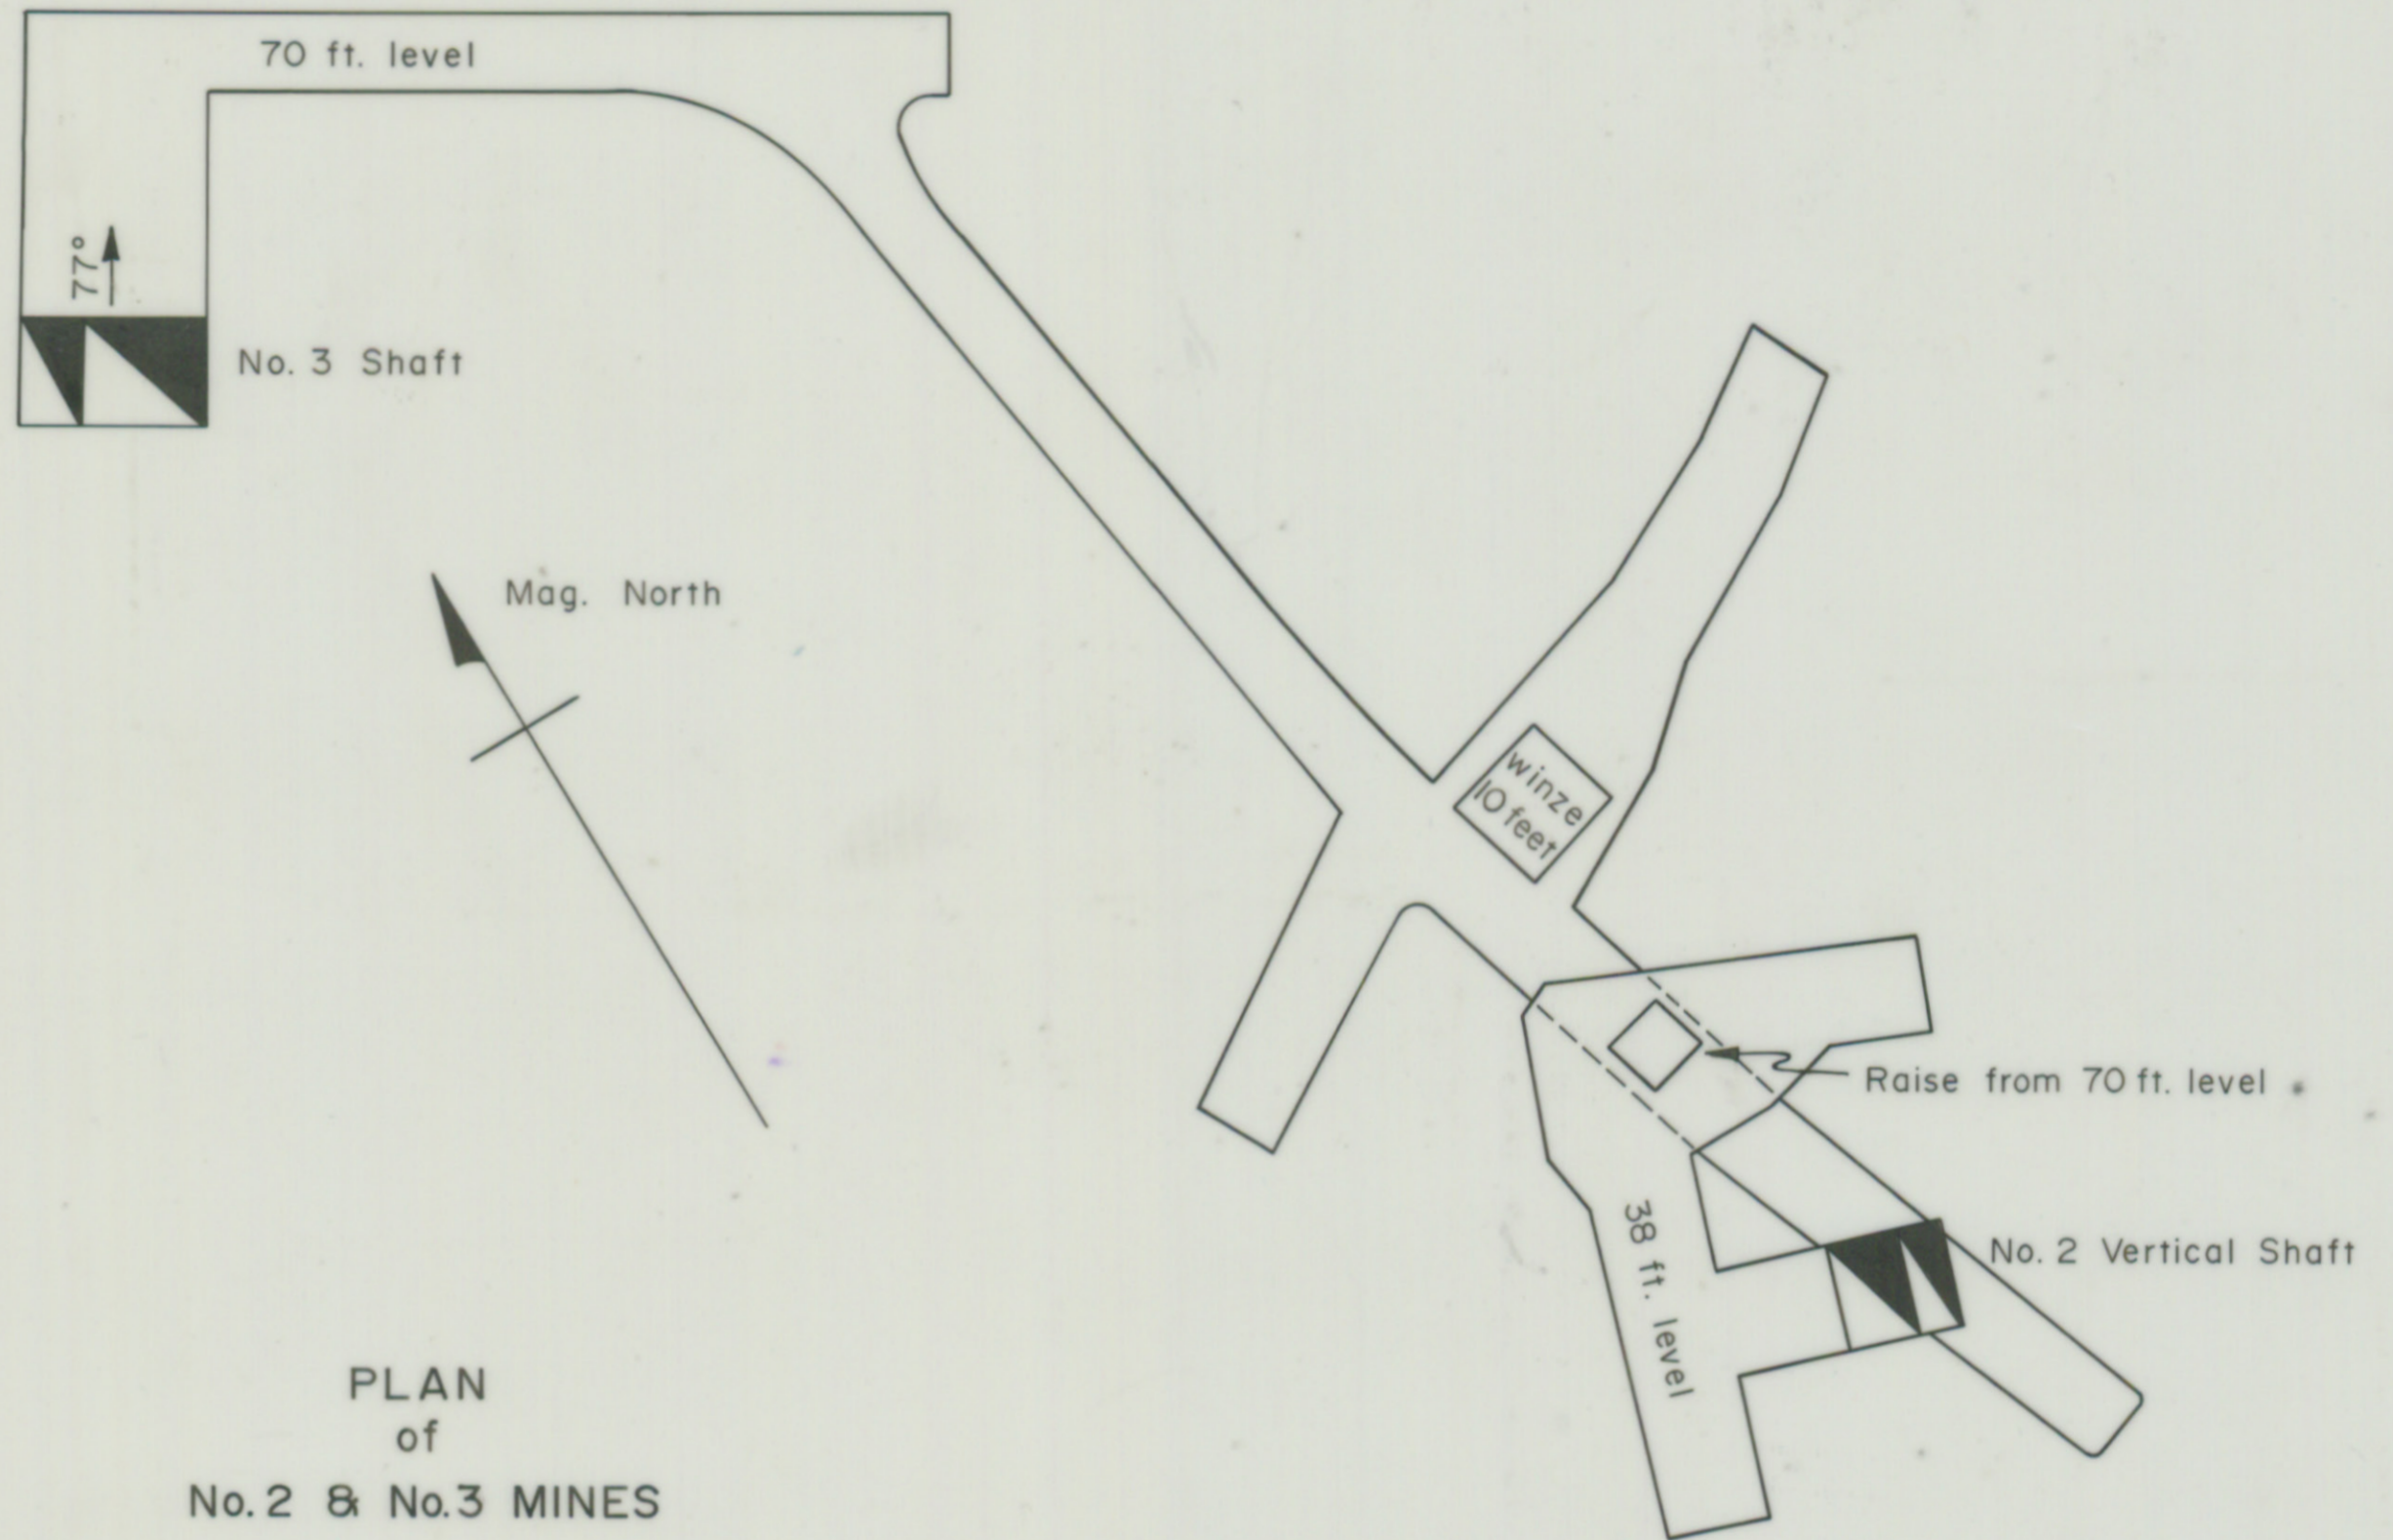 70 ft. level
77°
No. 3 Shaft
Mag. North
winze
10 feet
Raise from 70 ft. level
38 ft. level
No. 2 Vertical Shaft
PLAN
of
No. 2 & No. 3 MINES